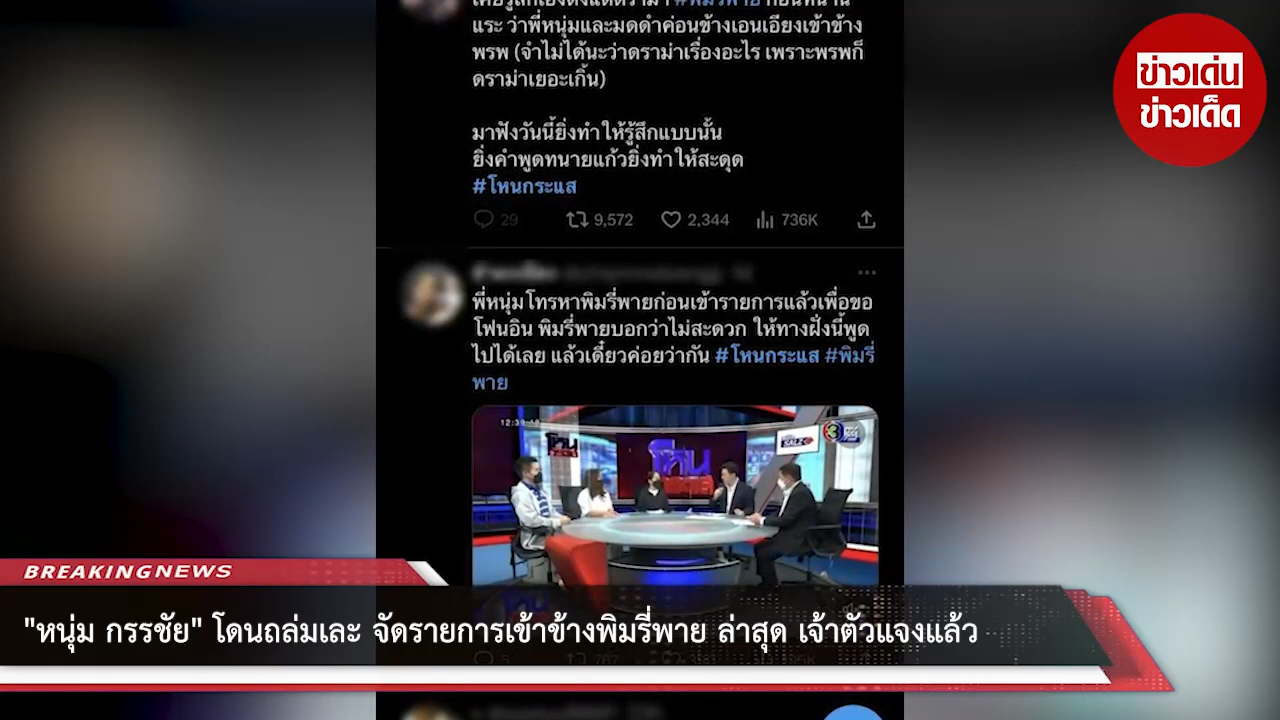 แระ ว่าพี่หนุ่มและมดดำค่อนช้างเอนเอียงเข้าข้าง
พรพ (จำไม่ได้นะว่าดราม่าเรื่องอะไร เพราะพรพก็
ดราม่าเยอะเกิ้น)
มาฟังวันนี้ยิ่งทำให้รู้สึกแบบนั้น
ยิ่งคำพูดทนายแก้วยิ่งทำให้สะดุด
#โหนกระแส
29 9,572 2,344 736K
พี่หนุ่มโทรหาพิมรี่พายก่อนเข้ารายการแล้วเพื่อขอ
โฟนอิน พิมรี่พายบอกว่าไม่สะดวก ให้ทางฝั่งนี้พูด
ไปได้เลย แล้วเดี๋ยวค่อยว่ากัน #โหนกระแส #พิมรี่
พาย
ข่าวเด่น
ข่าวเด็ด
BREAKING NEWS
"หนุ่ม กรรชัย" โดนถล่มเละ จัดรายการเข้าข้างพิมรี่พาย ล่าสุด เจ้าตัวแจงแล้ว